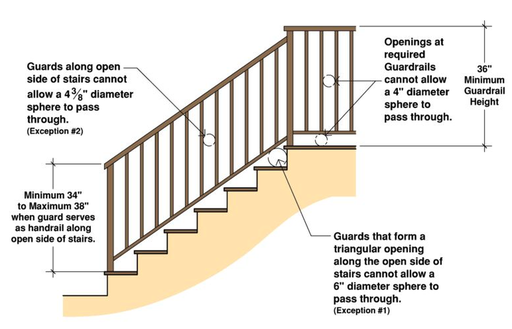 Guards along open
side of stairs cannot
allow a 4 3/8" diameter
sphere to pass
through.
(Exception #2)
Openings at
required
Guardrails
cannot allow
a 4" diameter
sphere to
pass through.
36"
Minimum
Guardrail
Height
Minimum 34"
to Maximum 38"
when guard serves
as handrail along
open side of stairs.
Guards that form a
triangular opening
along the open side of
stairs cannot allow a
6" diameter sphere to
pass through.
(Exception #1)